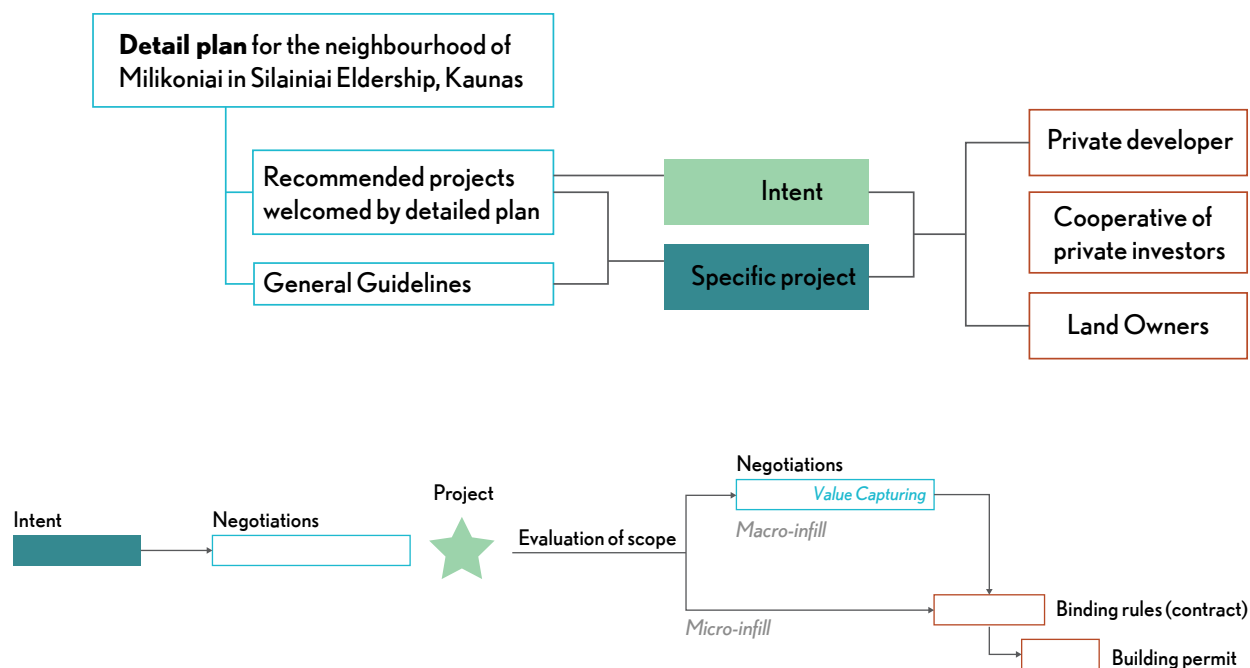 Detail plan for the neighbourhood of
Milikoniai in Silainiai Eldership, Kaunas
Recommended projects
welcomed by detailed plan
General Guidelines
Intent
Specific project
Private developer
Cooperative of
private investors
Land Owners
Intent
Negotiations
Project
Evaluation of scope
Negotiations
Value Capturing
Macro-infill
Micro-infill
Binding rules (contract)
Building permit